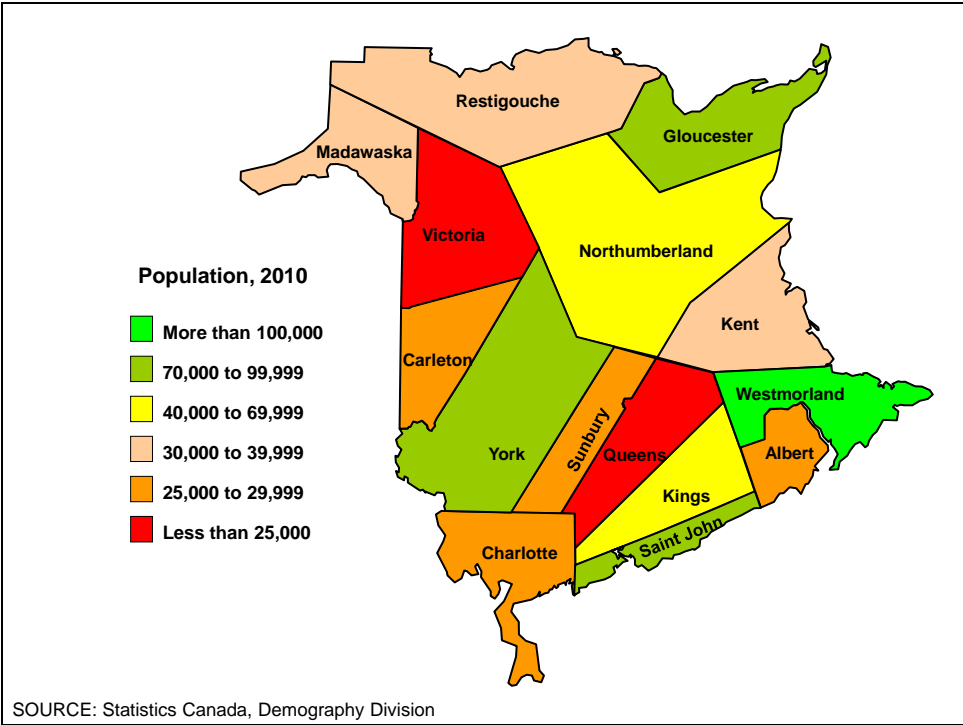 Restigouche
Gloucester
Madawaska
Victoria
Northumberland
Population, 2010
More than 100,000
70,000 to 99,999
40,000 to 69,999
30,000 to 39,999
25,000 to 29,999
Less than 25,000
Kent
Carleton
Westmorland
Sunbury
York
Queens
Albert
Kings
Saint John
Charlotte
SOURCE: Statistics Canada, Demography Division